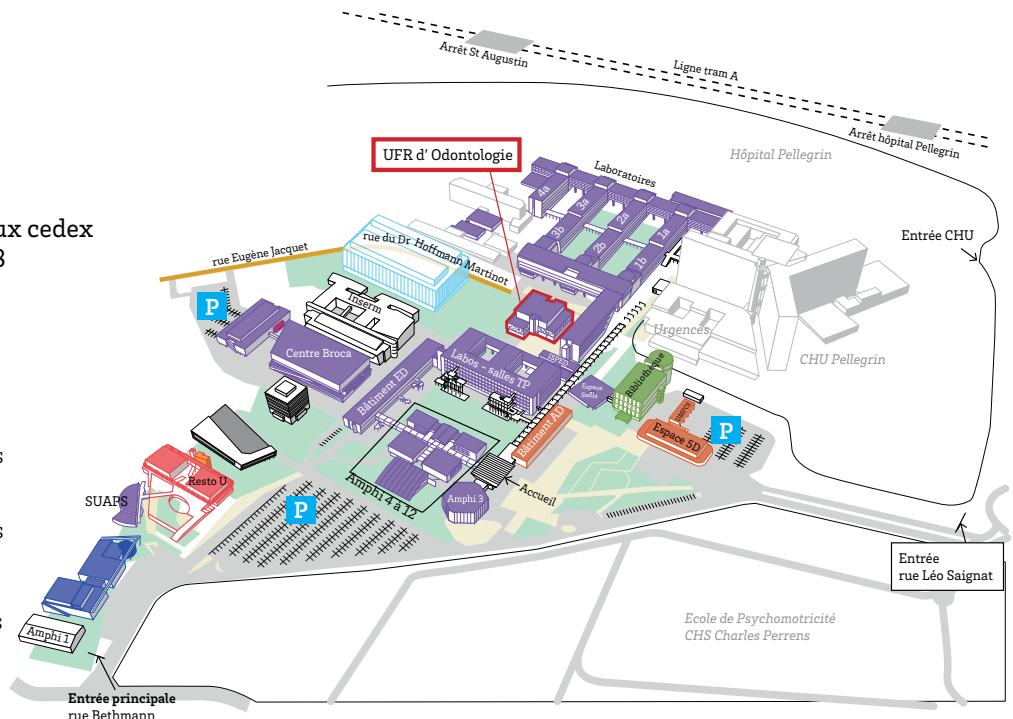 Arrêt St Augustin
Ligne tram A
Arrêt hôpital Pellegrin
Hôpital Pellegrin
UFR d' Odontologie
Laboratoires
4a
3a
2a
1a
3b
2b
1b
ux cedex
3
Entrée CHU
rue Eugène Jacquet
rue du Dr Hoffmann Martinot
P
Inserm
Urgences
CHU Pellegrin
Centre Broca
Labos - salles TP
ISPED
Bâtiment ED
Espace
Santé
Bibliothèque
Bâtiment AD
Espace 5D
P
s
Resto U
Amphi 4 a 12
Accueil
Amphi 3
SUAPS
P
s
Entrée
rue Léo Saignat
s
Amphi 1
Ecole de Psychomotricité
CHS Charles Perrens
Entrée principale
rue Bethmann